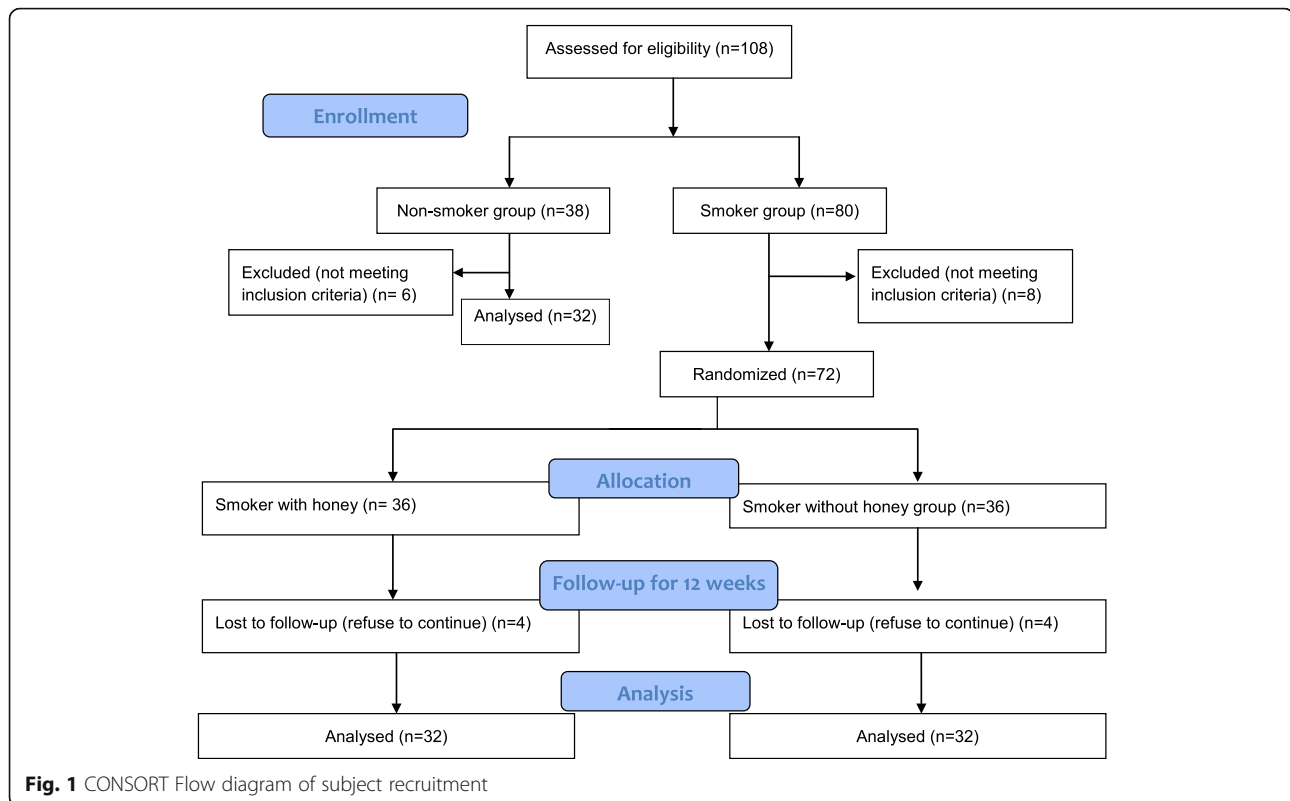 Assessed for eligibility (n=108)
Enrollment
Non-smoker group (n=38)
Smoker group (n=80)
Excluded (not meeting
inclusion criteria) (n= 6)
Analysed (n=32)
Excluded (not meeting
inclusion criteria) (n=8)
Randomized (n=72)
Allocation
Smoker with honey (n= 36)
Smoker without honey group (n=36)
Follow-up for 12 weeks
Lost to follow-up (refuse to continue) (n=4)
Lost to follow-up (refuse to continue) (n=4)
Analysis
Analysed (n=32)
Analysed (n=32)
Fig. 1 CONSORT Flow diagram of subject recruitment